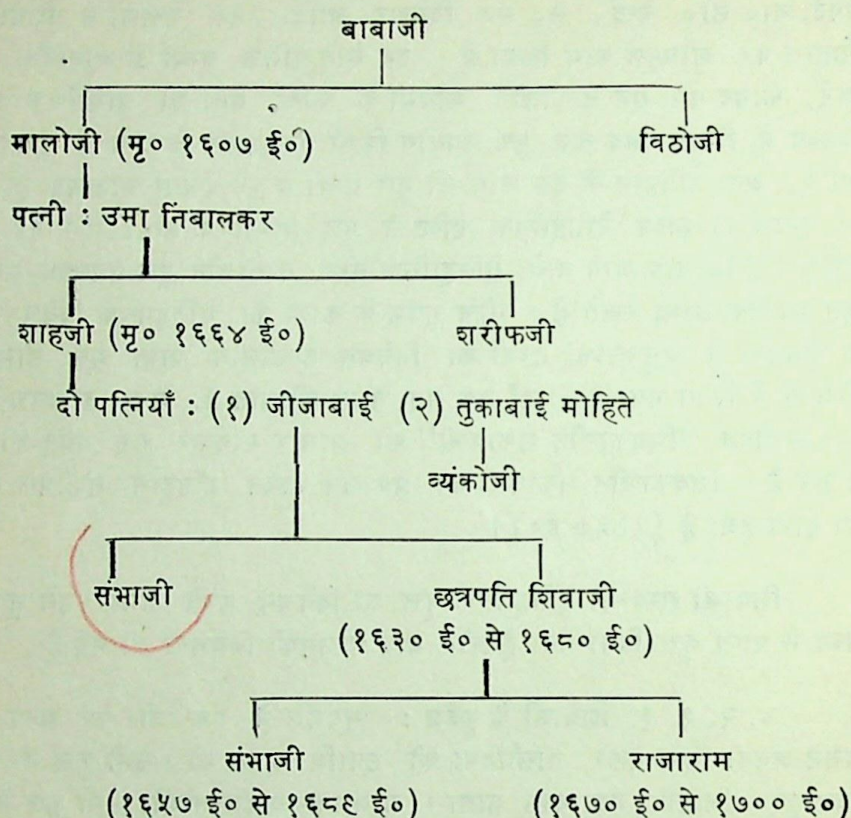 बाबाजी
मालोजी (मृ० १६०७ ई०) विठोजी
पत्नी : उमा निंवालकर
शाहजी (मृ० १६६४ ई०) शरीफजी
दो पत्नियाँ : (१) जीजाबाई (२) तुकाबाई मोहिते
व्यंकोजी
संभाजी छत्रपति शिवाजी
(१६३० ई० से १६८० ई०)
संभाजी राजाराम
(१६५७ ई० से १६८९ ई०) (१६७० ई० से १७०० ई०)